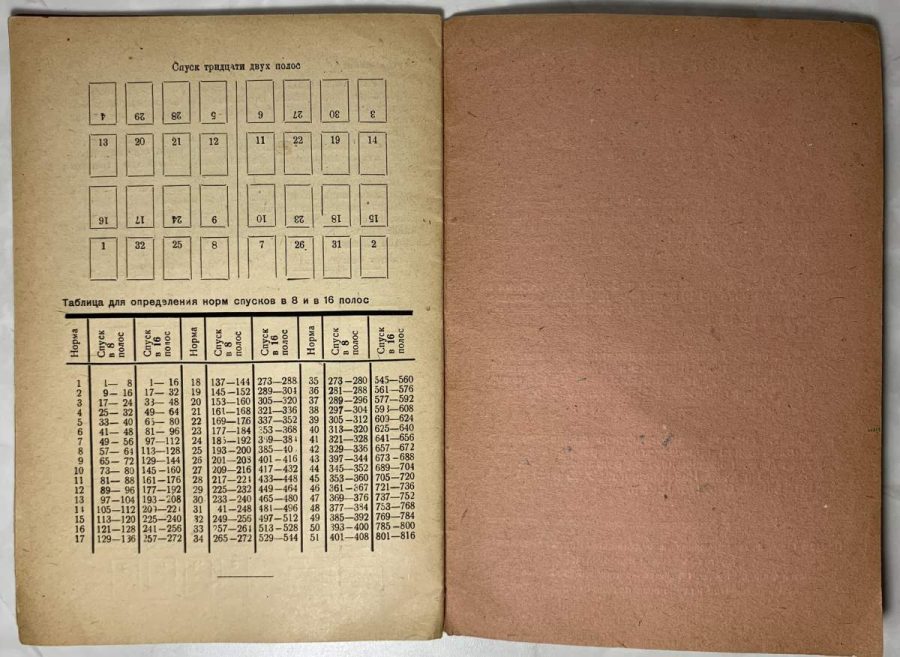 Спуск тридцати двух полос
4 29 28 5 6 27 30 3
13 20 21 12 11 22 19 14
16 17 24 9 10 23 18 15
1 32 25 8 7 26 31 2
Таблица для определения норм спусков в 8 и в 16 полос
Норма Спуск в 8 полос Спуск в 16 полос Норма Спуск в 8 полос Спуск в 16 полос Норма Спуск в 8 полос Спуск в 16 полос
1 1— 8 1— 16 18 137—144 273—288 35 273—280 545—560
2 9— 16 17— 32 19 145—152 289—304 36 281—288 561—576
3 17— 24 33— 48 20 153—160 305—320 37 289—296 577—592
4 25— 32 49— 64 21 161—168 321—336 38 297—304 593—608
5 33— 40 65— 80 22 169—176 337—352 39 305—312 609—624
6 41— 48 81— 96 23 177—184 353—368 40 313—320 625—640
7 49— 56 97—112 24 185—192 369—384 41 321—328 641—656
8 57— 64 113—128 25 193—200 385—40 42 329—336 657—672
9 65— 72 129—144 26 201—208 401—416 43 397—344 673—688
10 73— 80 145—160 27 209—216 417—432 44 345—352 689—704
11 81— 88 161—176 28 217—224 433—448 45 353—360 705—720
12 89— 96 177—192 29 225—232 449—464 46 361—367 721—736
13 97—104 193—208 30 233—240 465—480 47 369—376 737—752
14 105—112 209—224 31 41—248 481—496 48 377—384 753—768
15 113—120 225—240 32 249—256 497—512 49 385—392 769—784
16 121—128 241—256 33 257—264 513—528 50 393—400 785—800
17 129—136 257—272 34 265—272 529—544 51 401—408 801—816